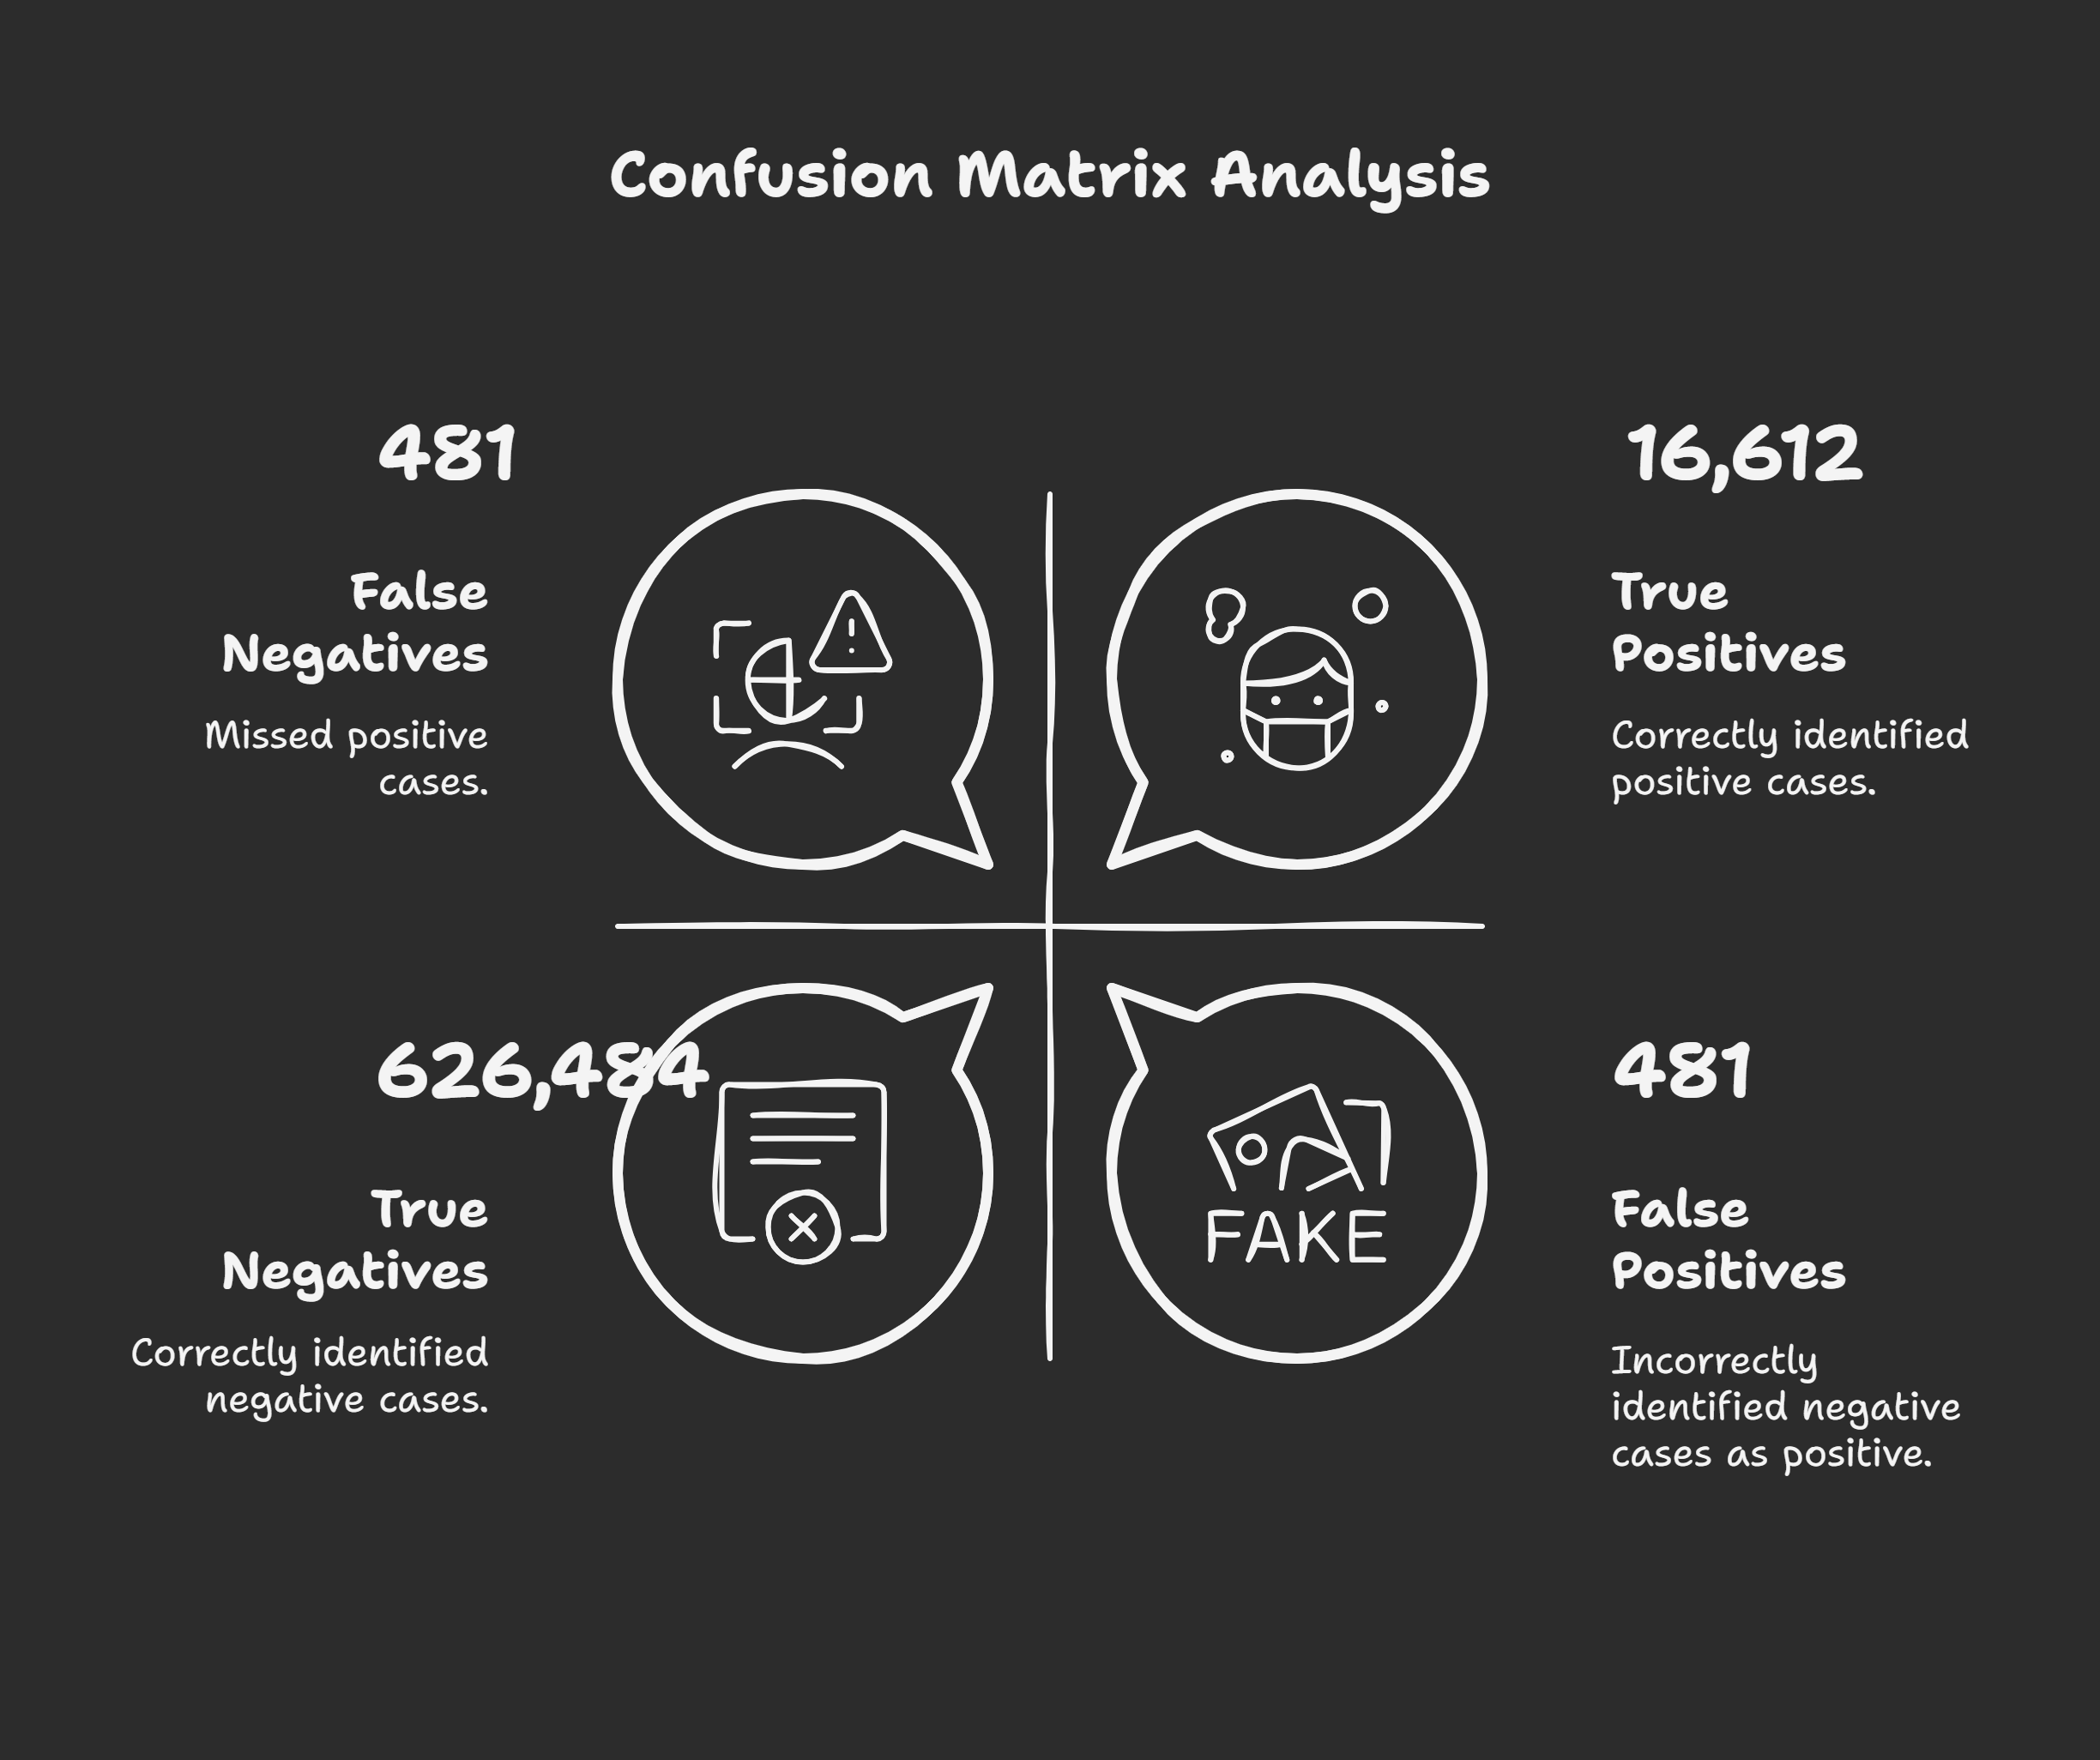 Confusion Matrix Analysis
481
False
Negatives
Missed positive
cases.
16,612
True
Positives
Correctly identified
positive cases.
626,484
True
Negatives
Correctly identified
negative cases.
FAKE
481
False
Positives
Incorrectly
identified negative
cases as positive.